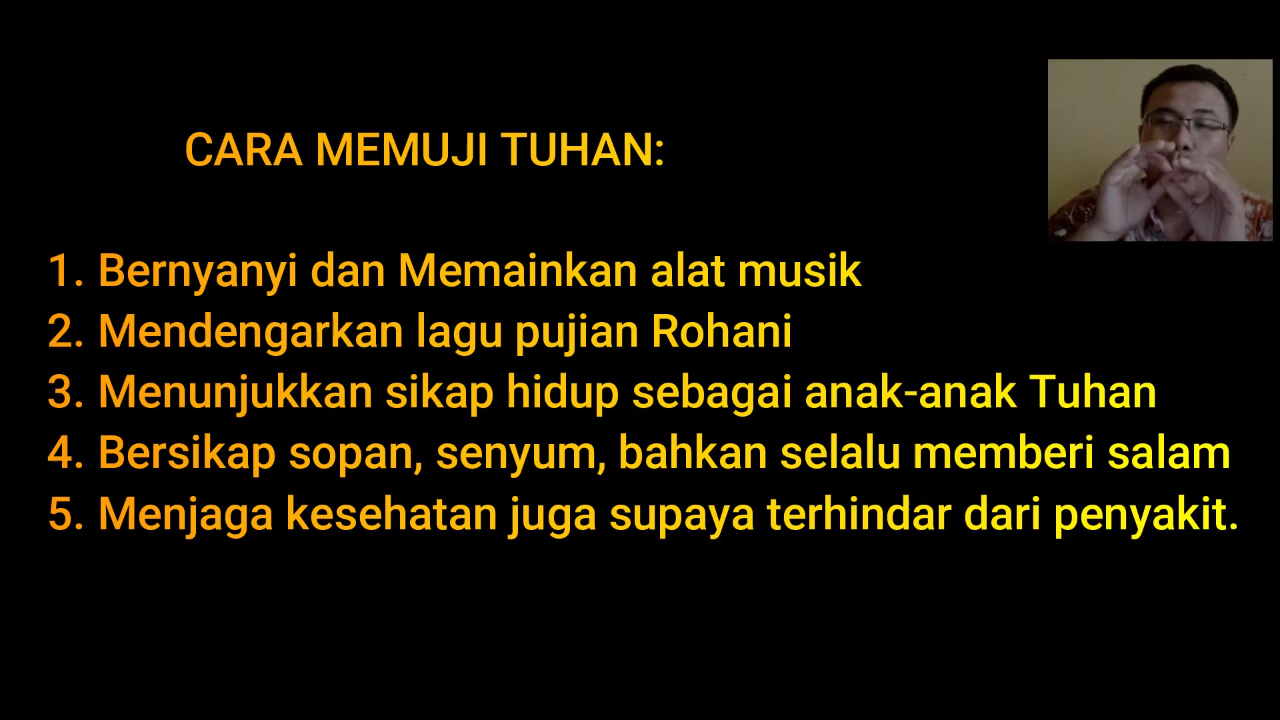 CARA MEMUJI TUHAN:
1. Bernyanyi dan Memainkan alat musik
2. Mendengarkan lagu pujian Rohani
3. Menunjukkan sikap hidup sebagai anak-anak Tuhan
4. Bersikap sopan, senyum, bahkan selalu memberi salam
5. Menjaga kesehatan juga supaya terhindar dari penyakit.